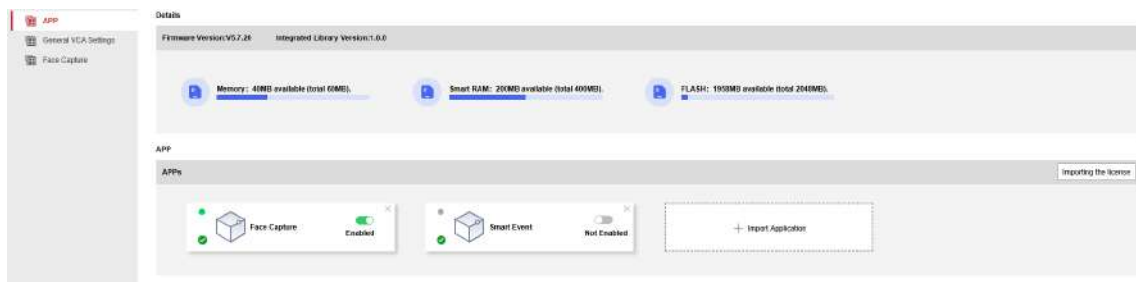 APP
General VCA Settings
Face Capture
Details
Firmware Version:V5.7.26 Integrated Library Version:1.0.0
Memory: 40MB available (total 60MB).
Smart RAM: 200MB available (total 400MB).
FLASH: 1958MB available (total 2048MB).
APP
APPs
Importing the license
Face Capture
Enabled
Smart Event
Not Enabled
+ Import Application